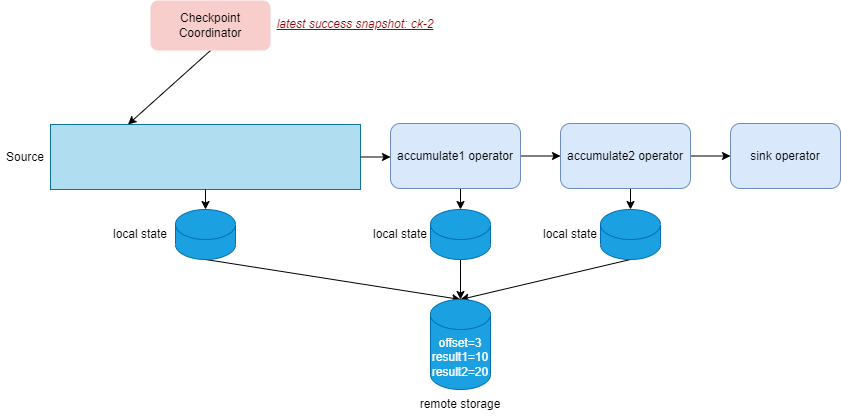 Checkpoint
Coordinator
latest success snapshot: ck-2
Source
accumulate1 operator
accumulate2 operator
sink operator
local state
local state
local state
offset=3
result1=10
result2=20
remote storage